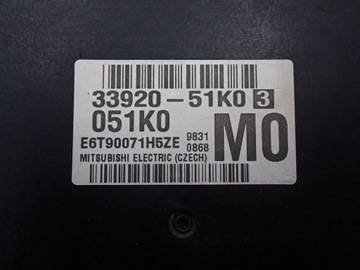 33920-51K0 3
051K0
E6T90071H5ZE 9831 0868 M0
MITSUBISHI ELECTRIC (CZECH)